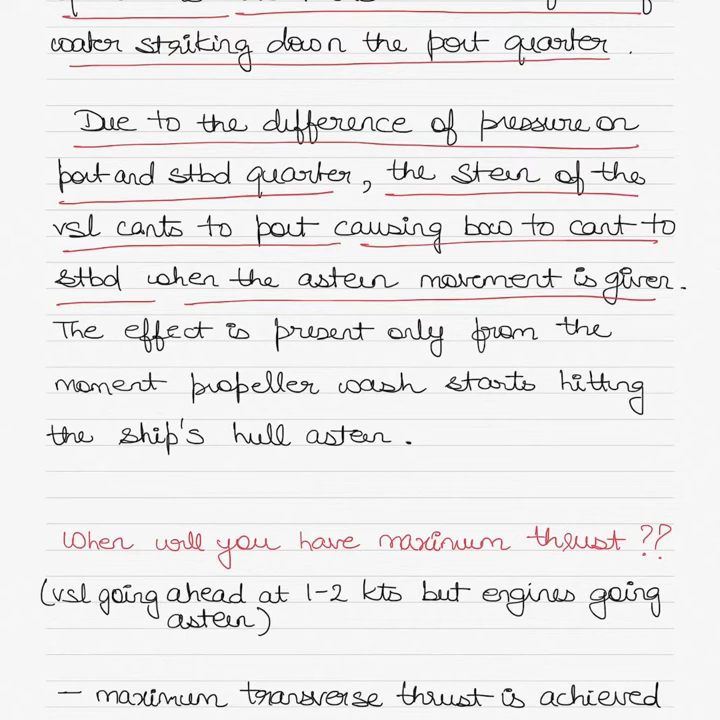 water striking down the port quarter.
Due to the difference of pressure on
port and stbd quarter, the stern of the
vsl cants to port causing bow to cant to
stbd when the astern movement is given.
The effect is present only from the
moment propeller wash starts hitting
the ship's hull astern.
When will you have maximum thrust ??
(vsl going ahead at 1-2 kts but engines going
astern)
— maximum transverse thrust is achieved